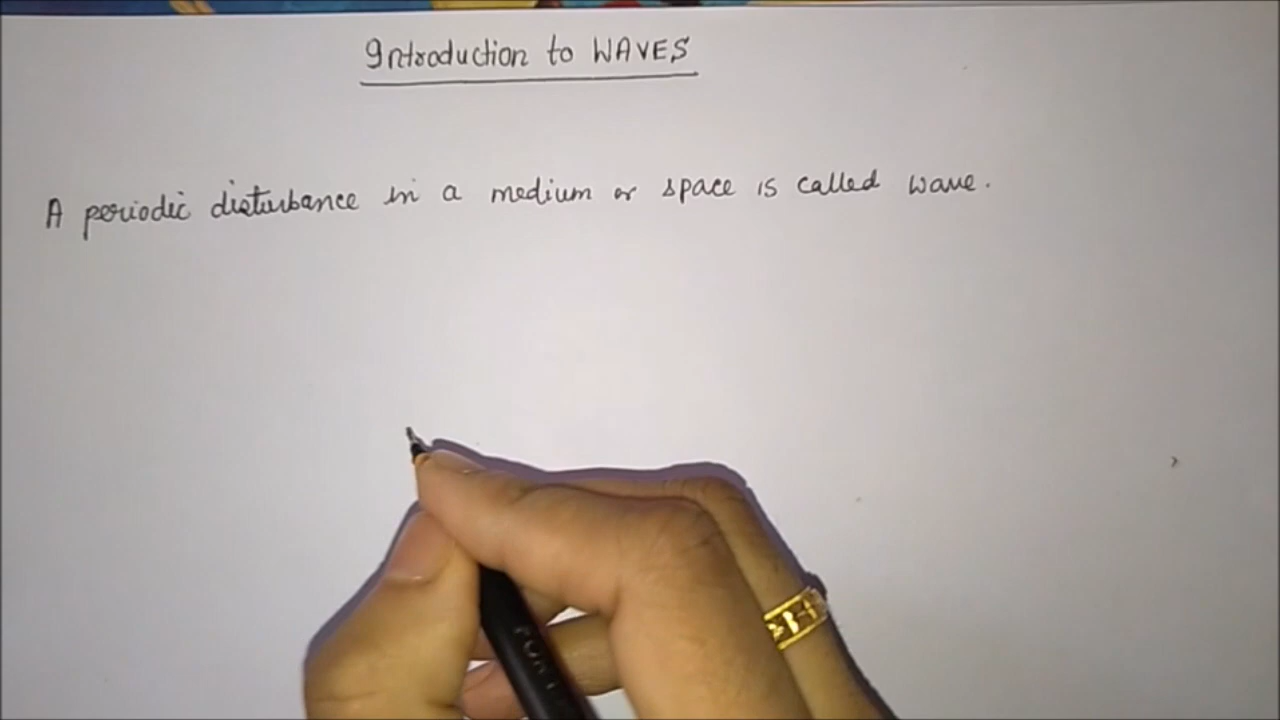 Introduction to WAVES
A periodic disturbance in a medium or space is called wave.